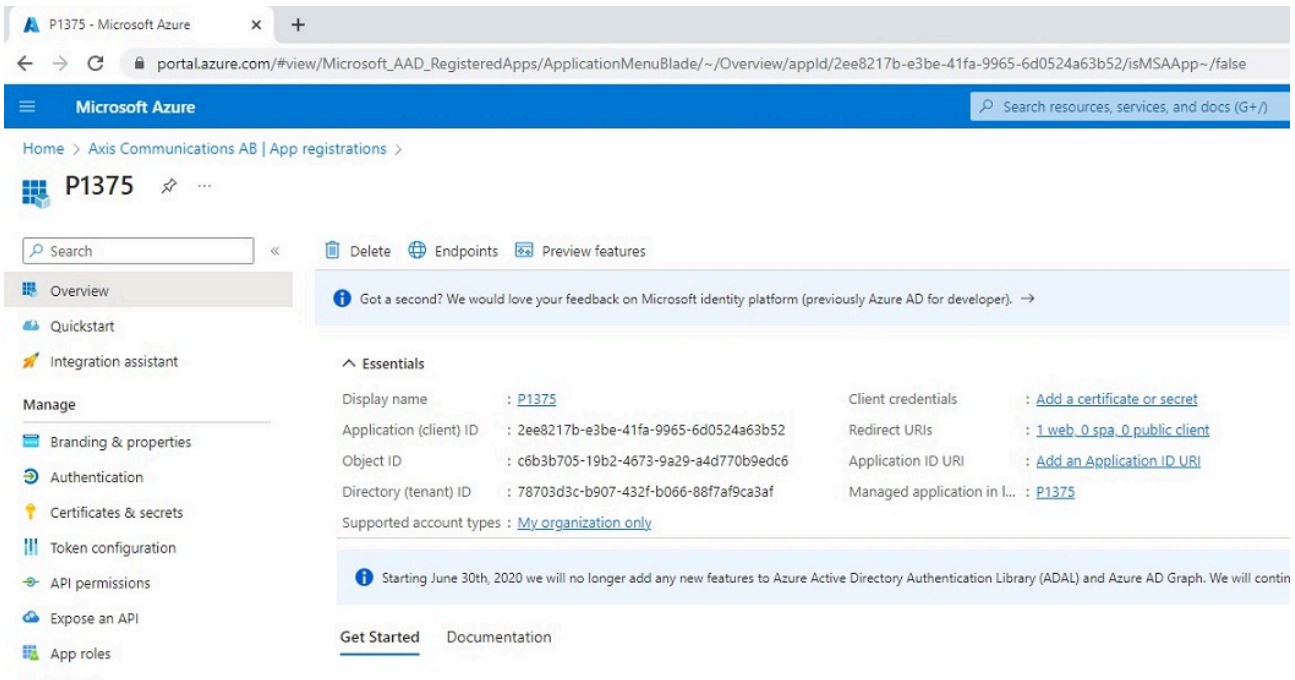 P1375 - Microsoft Azure
portal.azure.com/#view/Microsoft_AAD_RegisteredApps/ApplicationMenuBlade/~/Overview/appId/2ee8217b-e3be-41fa-9965-6d0524a63b52/isMSAApp~/false
Microsoft Azure
Search resources, services, and docs (G+/)
Home > Axis Communications AB | App registrations >
P1375 ...
Search «
Delete Endpoints Preview features
Overview
Got a second? We would love your feedback on Microsoft identity platform (previously Azure AD for developer). →
Quickstart
Integration assistant
Essentials
Manage
Display name : P1375
Client credentials : Add a certificate or secret
Application (client) ID : 2ee8217b-e3be-41fa-9965-6d0524a63b52
Redirect URIs : 1 web, 0 spa, 0 public client
Branding & properties
Object ID : c6b3b705-19b2-4673-9a29-a4d770b9edc6
Application ID URI : Add an Application ID URI
Authentication
Directory (tenant) ID : 78703d3c-b907-432f-b066-88f7af9ca3af
Managed application in l... : P1375
Certificates & secrets
Supported account types : My organization only
Token configuration
API permissions
Starting June 30th, 2020 we will no longer add any new features to Azure Active Directory Authentication Library (ADAL) and Azure AD Graph. We will contin
Expose an API
Get Started Documentation
App roles